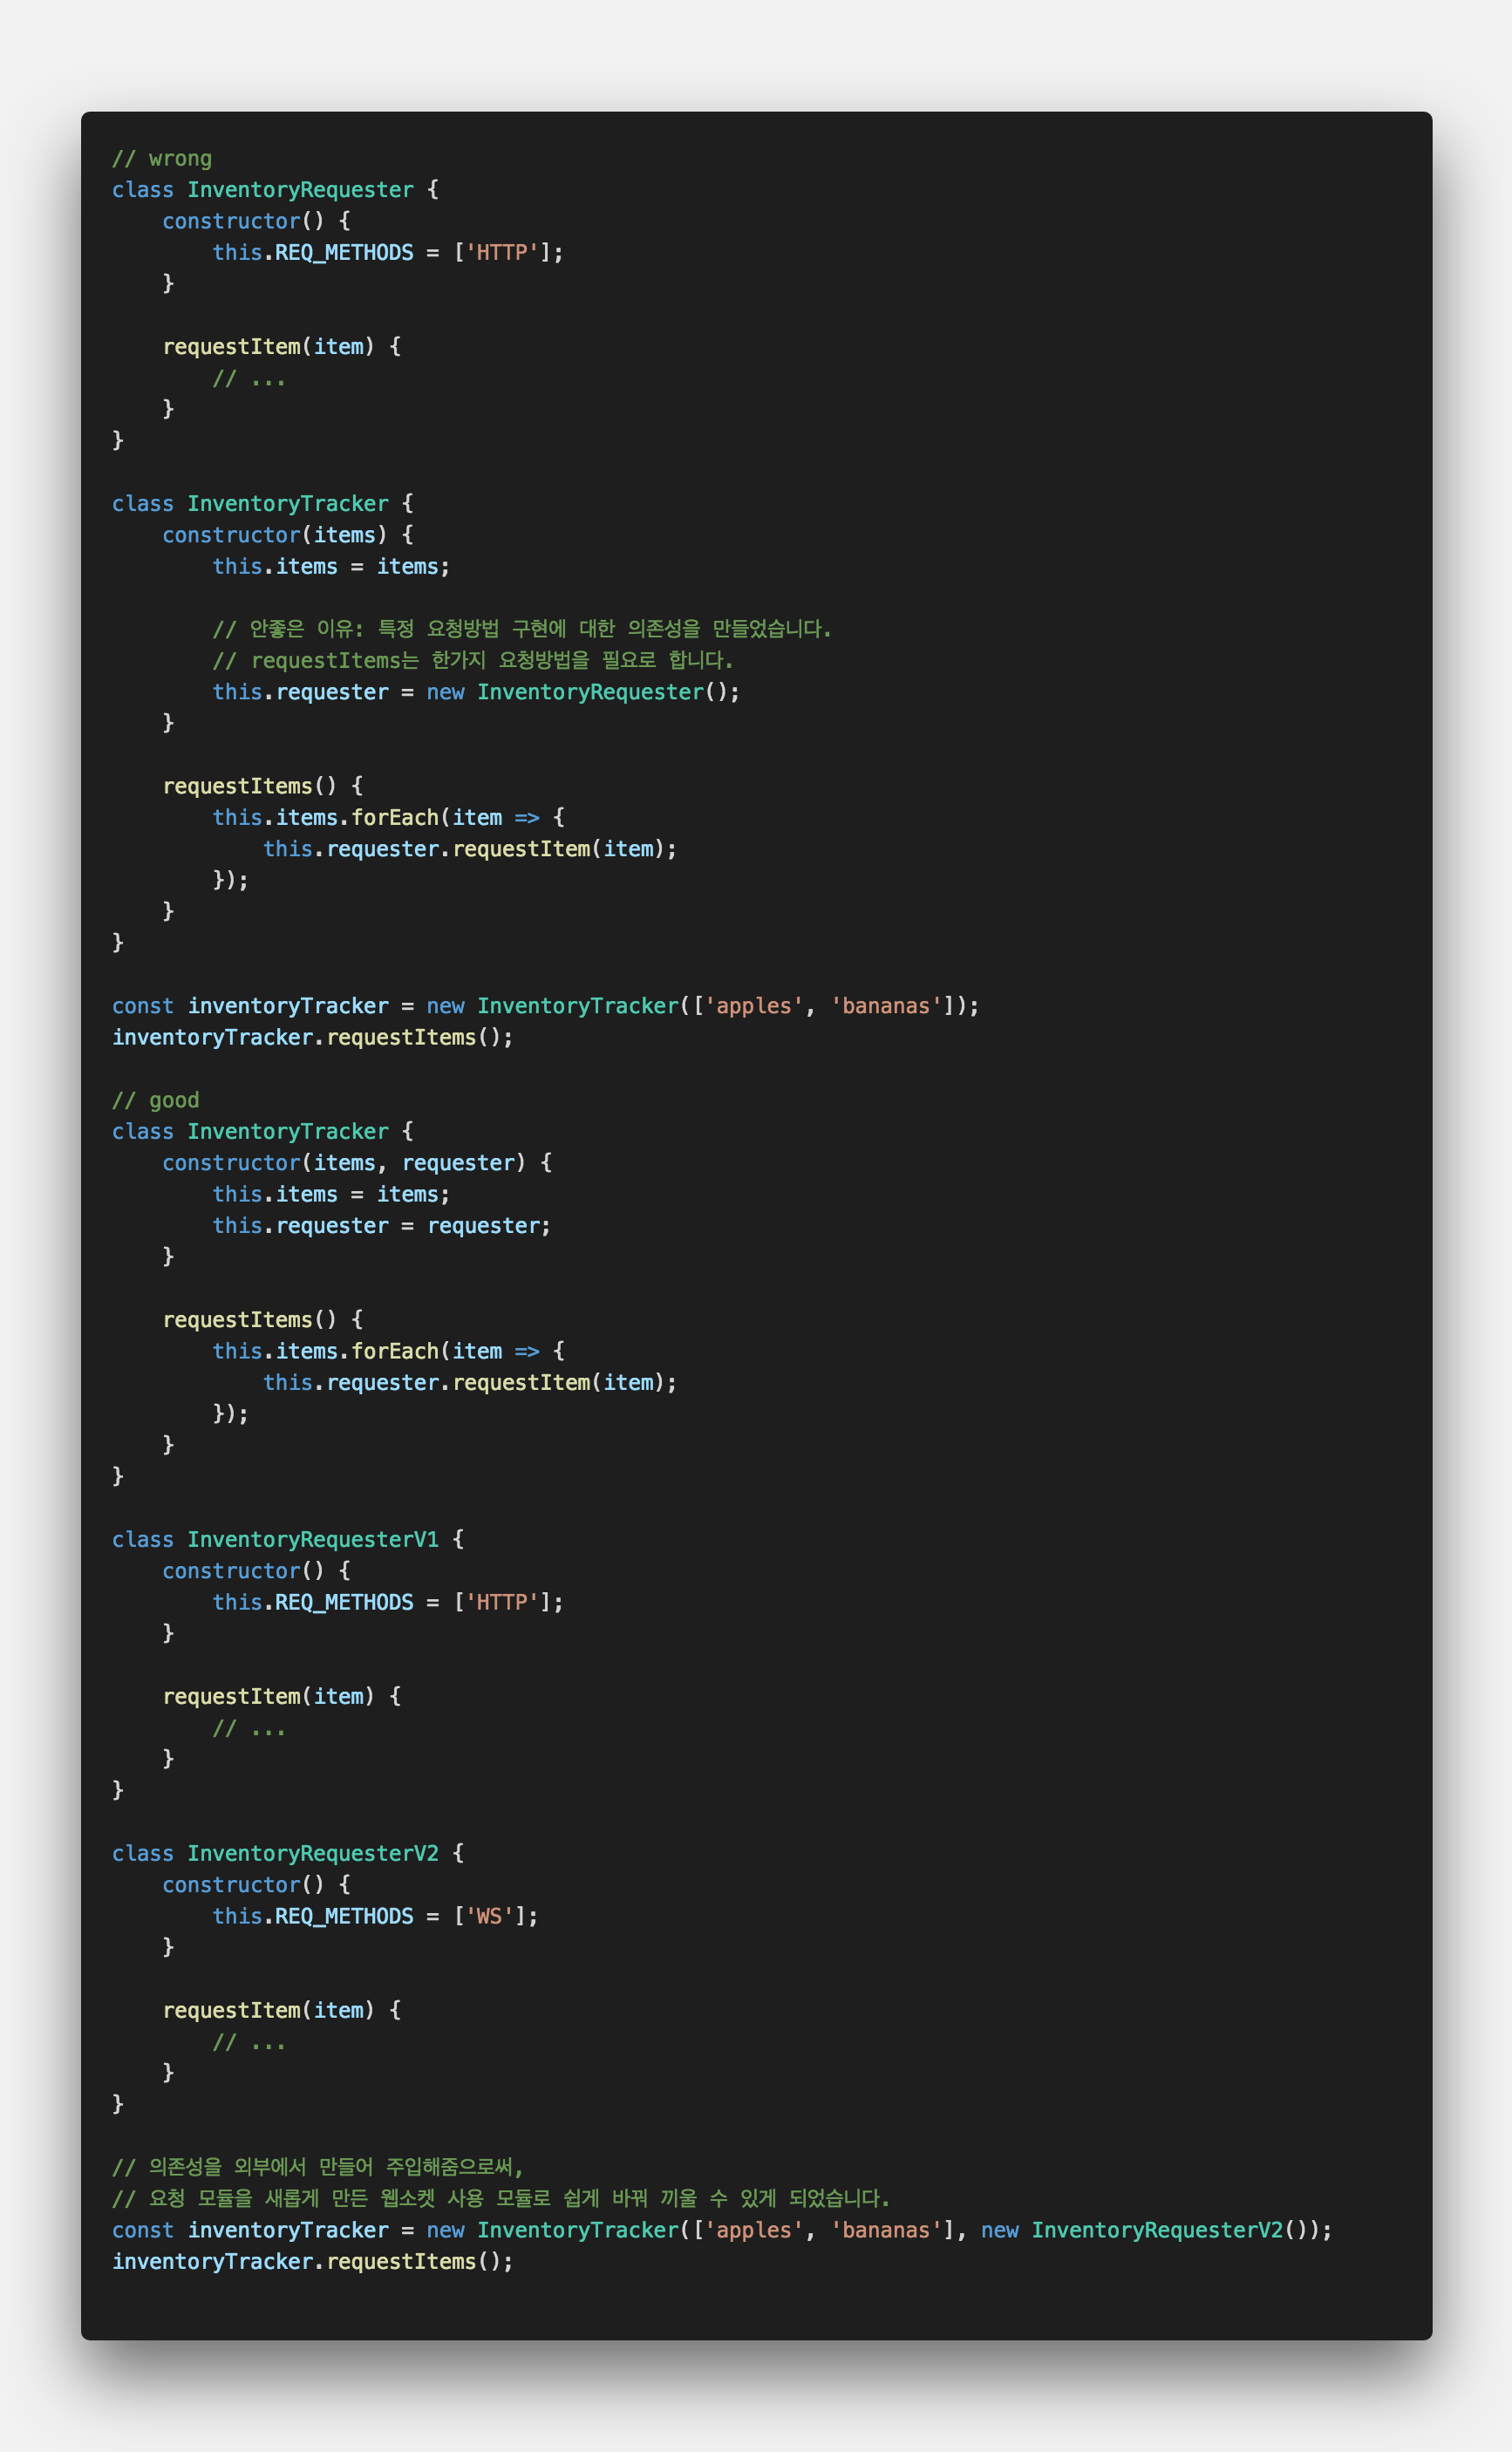 // wrong
class InventoryRequester {
    constructor() {
        this.REQ_METHODS = ['HTTP'];
    }

    requestItem(item) {
        // ...
    }
}

class InventoryTracker {
    constructor(items) {
        this.items = items;

        // 안좋은 이유: 특정 요청방법 구현에 대한 의존성을 만들었습니다.
        // requestItems는 한가지 요청방법을 필요로 합니다.
        this.requester = new InventoryRequester();
    }

    requestItems() {
        this.items.forEach(item => {
            this.requester.requestItem(item);
        });
    }
}

const inventoryTracker = new InventoryTracker(['apples', 'bananas']);
inventoryTracker.requestItems();

// good
class InventoryTracker {
    constructor(items, requester) {
        this.items = items;
        this.requester = requester;
    }

    requestItems() {
        this.items.forEach(item => {
            this.requester.requestItem(item);
        });
    }
}

class InventoryRequesterV1 {
    constructor() {
        this.REQ_METHODS = ['HTTP'];
    }

    requestItem(item) {
        // ...
    }
}

class InventoryRequesterV2 {
    constructor() {
        this.REQ_METHODS = ['WS'];
    }

    requestItem(item) {
        // ...
    }
}

// 의존성을 외부에서 만들어 주입해줌으로써,
// 요청 모듈을 새롭게 만든 웹소켓 사용 모듈로 쉽게 바꿔 끼울 수 있게 되었습니다.
const inventoryTracker = new InventoryTracker(['apples', 'bananas'], new InventoryRequesterV2());
inventoryTracker.requestItems();